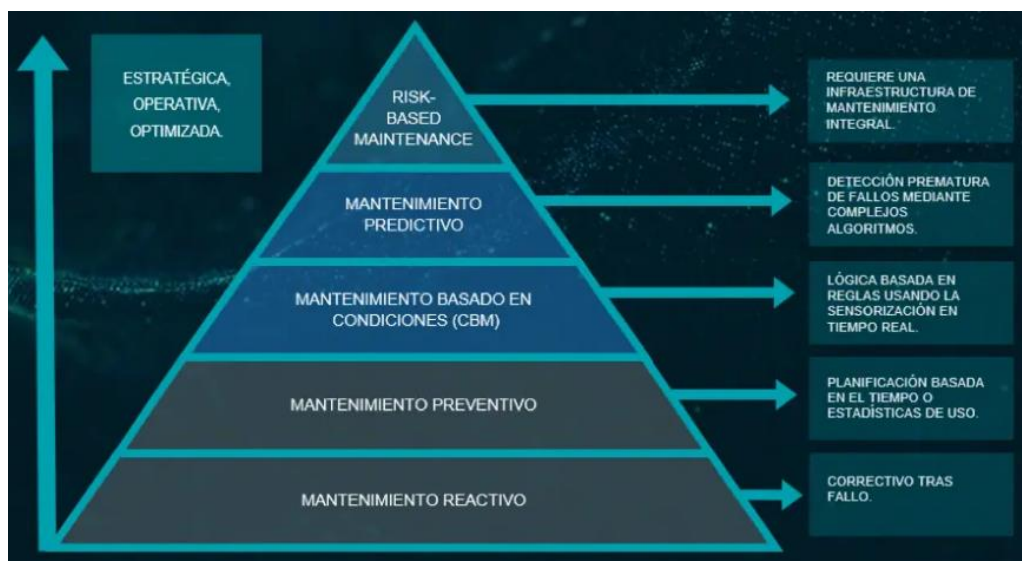 ESTRATÉGICA,
OPERATIVA,
OPTIMIZADA.
RISK-
BASED
MAINTENANCE
REQUIERE UNA
INFRAESTRUCTURA DE
MANTENIMIENTO
INTEGRAL.
MANTENIMIENTO
PREDICTIVO
DETECCIÓN PREMATURA
DE FALLOS MEDIANTE
COMPLEJOS
ALGORITMOS.
MANTENIMIENTO BASADO EN
CONDICIONES (CBM)
LÓGICA BASADA EN
REGLAS USANDO LA
SENSORIZACIÓN EN
TIEMPO REAL.
MANTENIMIENTO PREVENTIVO
PLANIFICACIÓN BASADA
EN EL TIEMPO O
ESTADÍSTICAS DE USO.
MANTENIMIENTO REACTIVO
CORRECTIVO TRAS
FALLO.